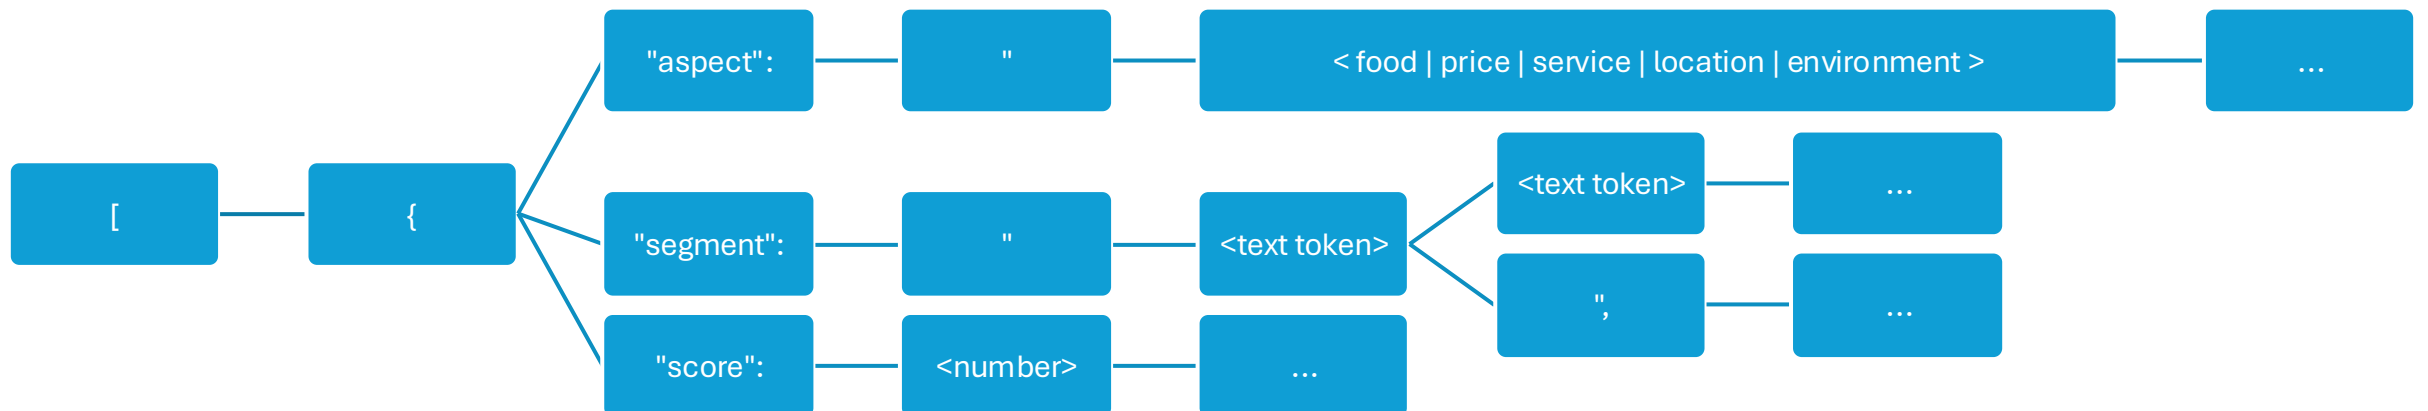 "aspect":
"
< food | price | service | location | environment >
...
[
{
"segment":
"
<text token>
<text token>
...
",
...
"score":
<number>
...